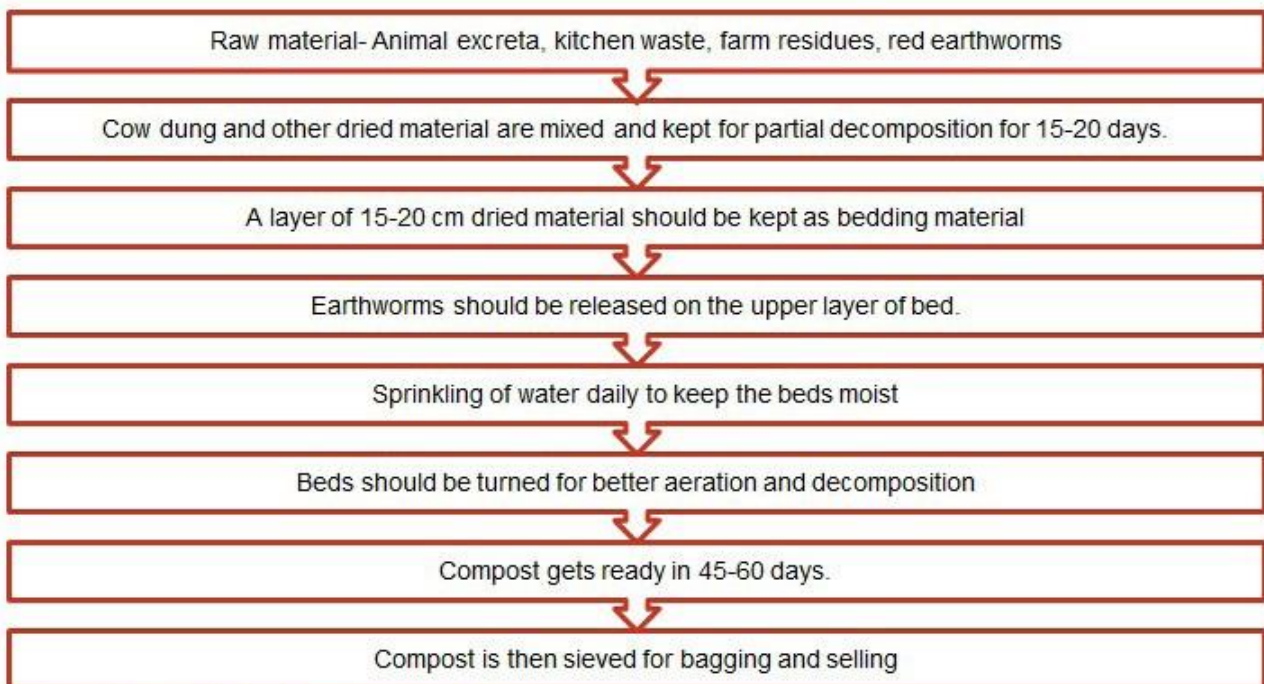 Raw material- Animal excreta, kitchen waste, farm residues, red earthworms
Cow dung and other dried material are mixed and kept for partial decomposition for 15-20 days.
A layer of 15-20 cm dried material should be kept as bedding material
Earthworms should be released on the upper layer of bed.
Sprinkling of water daily to keep the beds moist
Beds should be turned for better aeration and decomposition
Compost gets ready in 45-60 days.
Compost is then sieved for bagging and selling